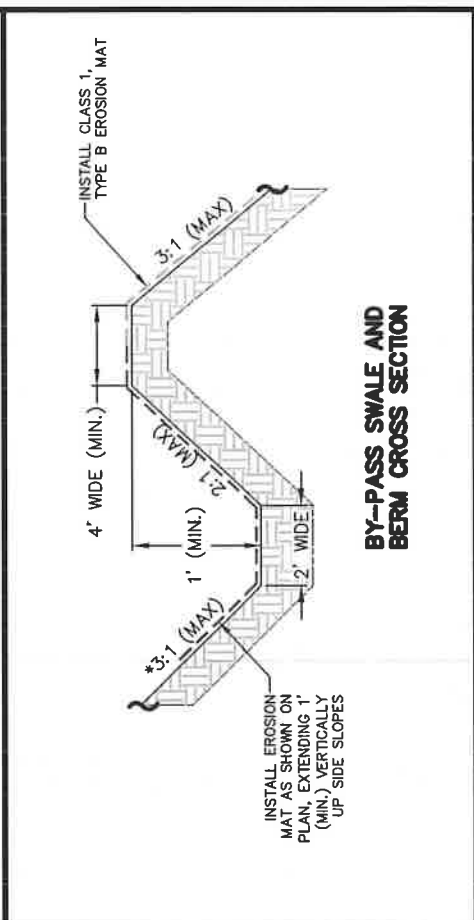 INSTALL CLASS 1,
TYPE B EROSION MAT
4' WIDE (MIN.)
3:1 (MAX)
2:1 (MAX)
1' (MIN.)
*3:1 (MAX)
2' WIDE
INSTALL EROSION
MAT AS SHOWN ON
PLAN, EXTENDING 1'
(MIN.) VERTICALLY
UP SIDE SLOPES
BY-PASS SWALE AND
BERM CROSS SECTION